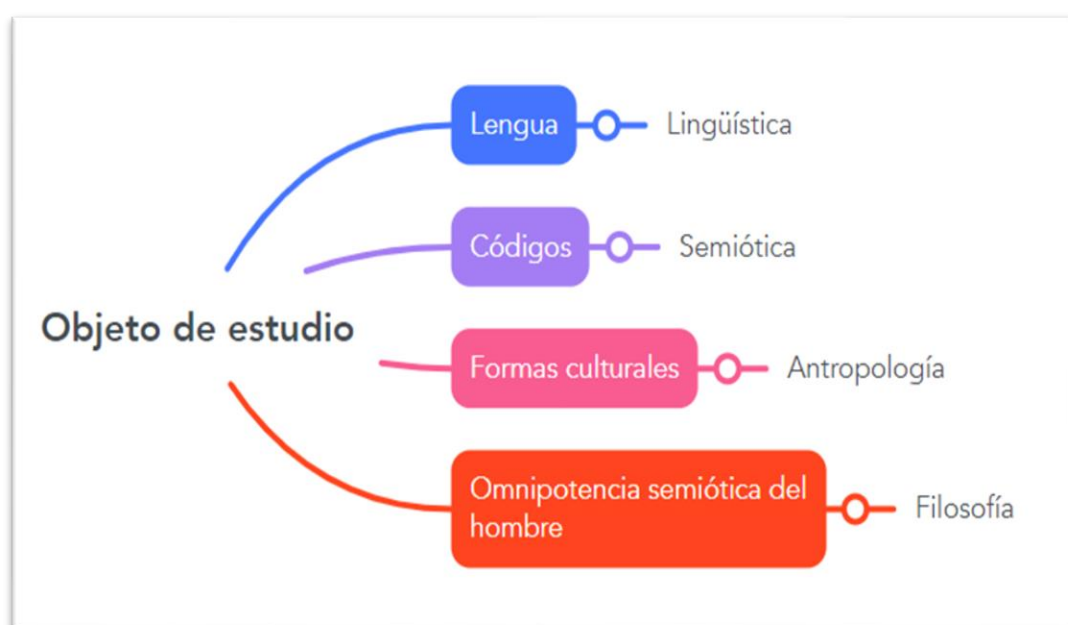 Lengua
Lingüística
Códigos
Semiótica
Objeto de estudio
Formas culturales
Antropología
Omnipotencia semiótica del
hombre
Filosofía